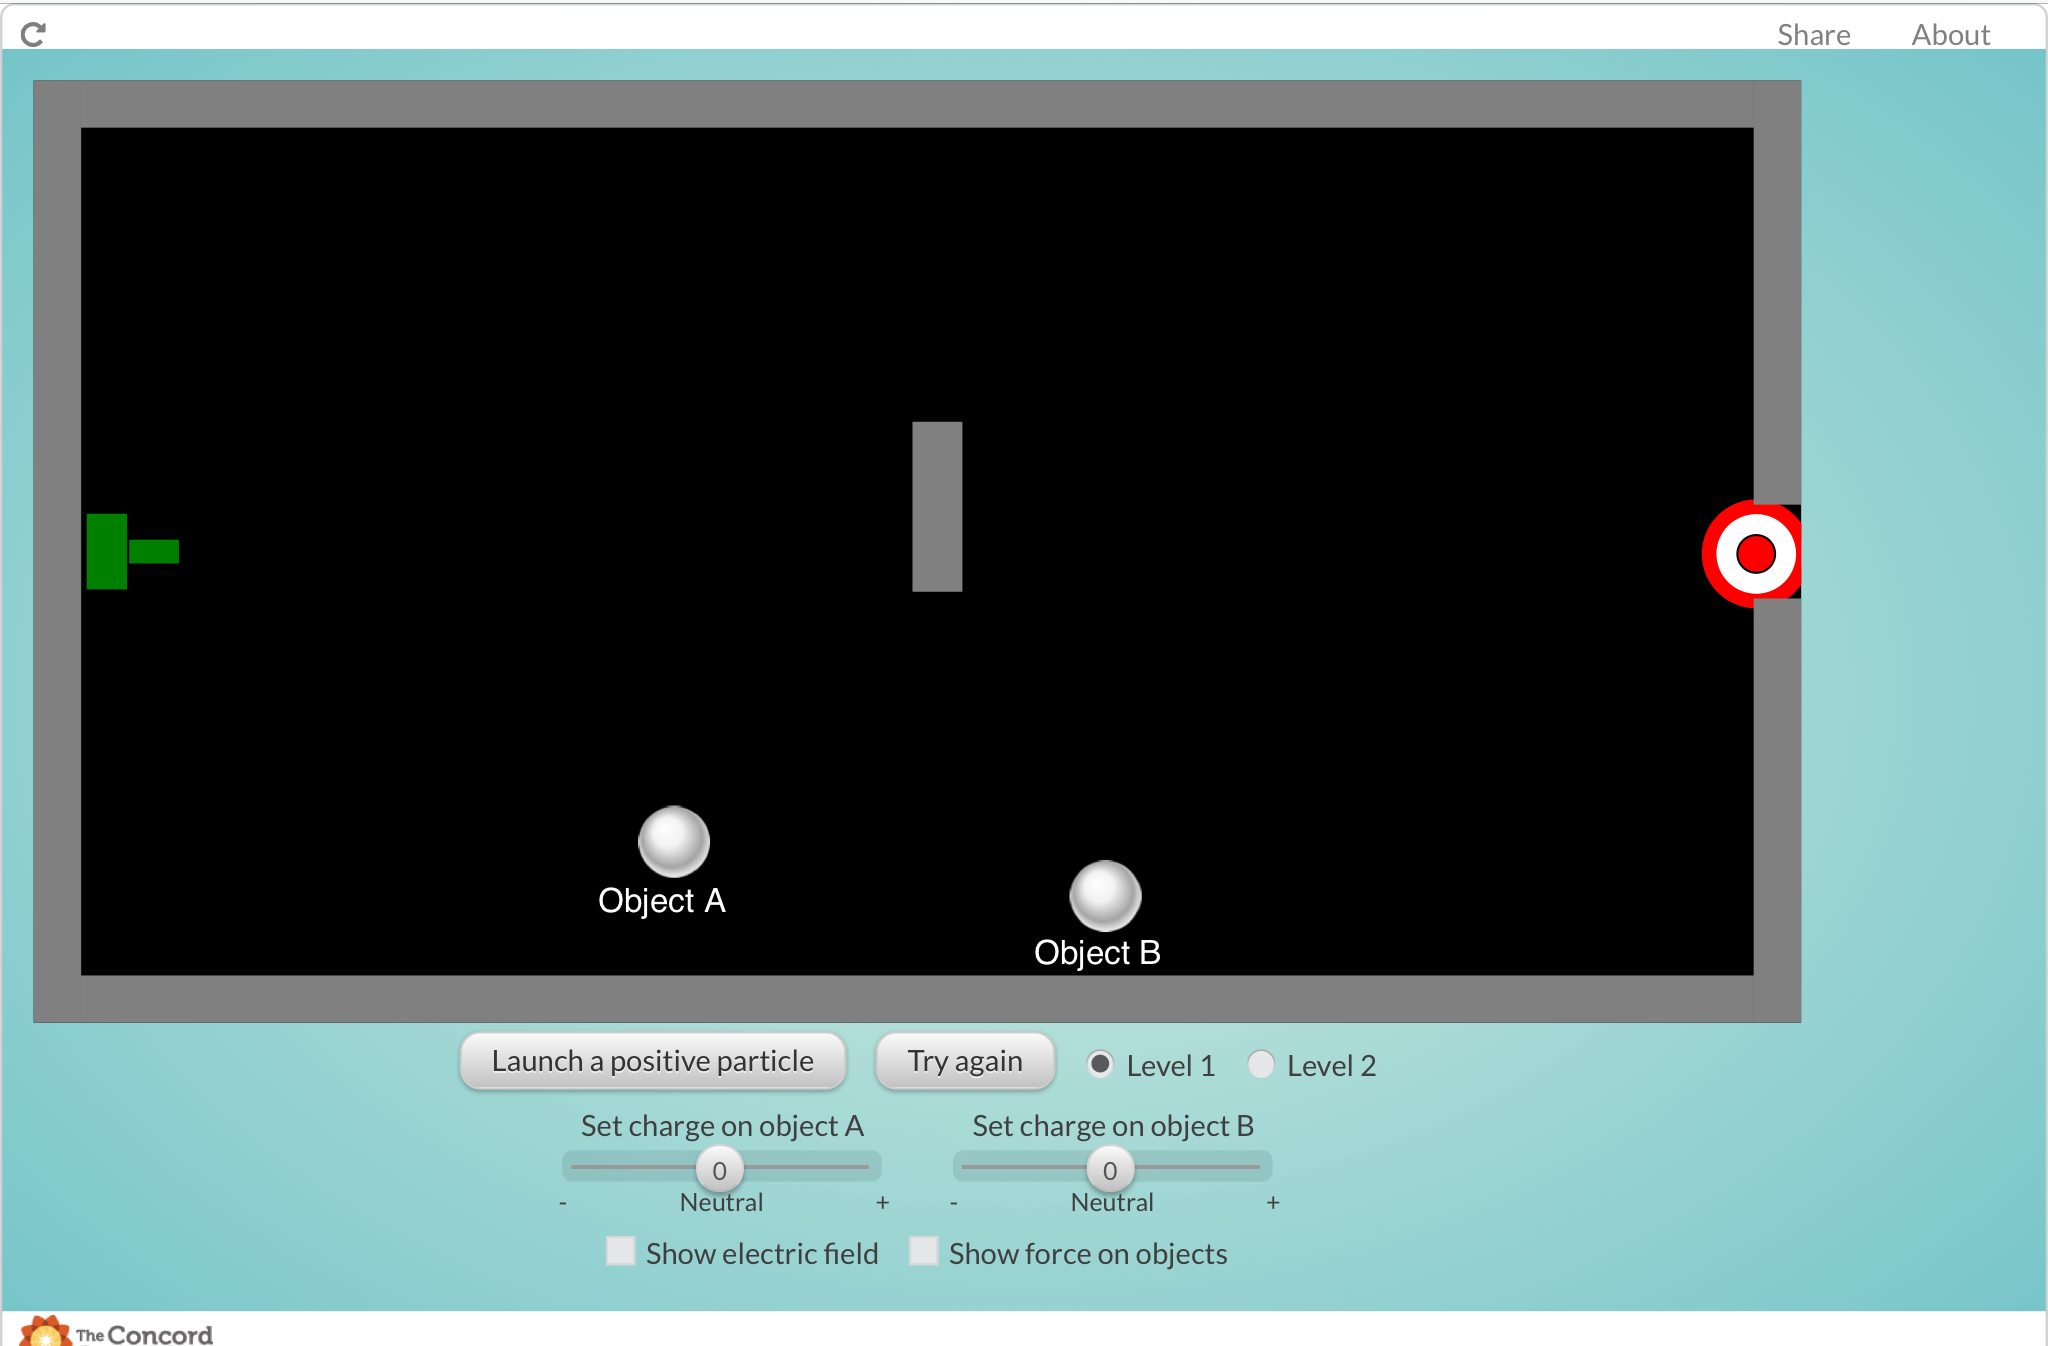 Share About
Object A
Object B
Launch a positive particle Try again Level 1 Level 2
Set charge on object A Set charge on object B
0 0
- Neutral + - Neutral +
Show electric field Show force on objects
The Concord